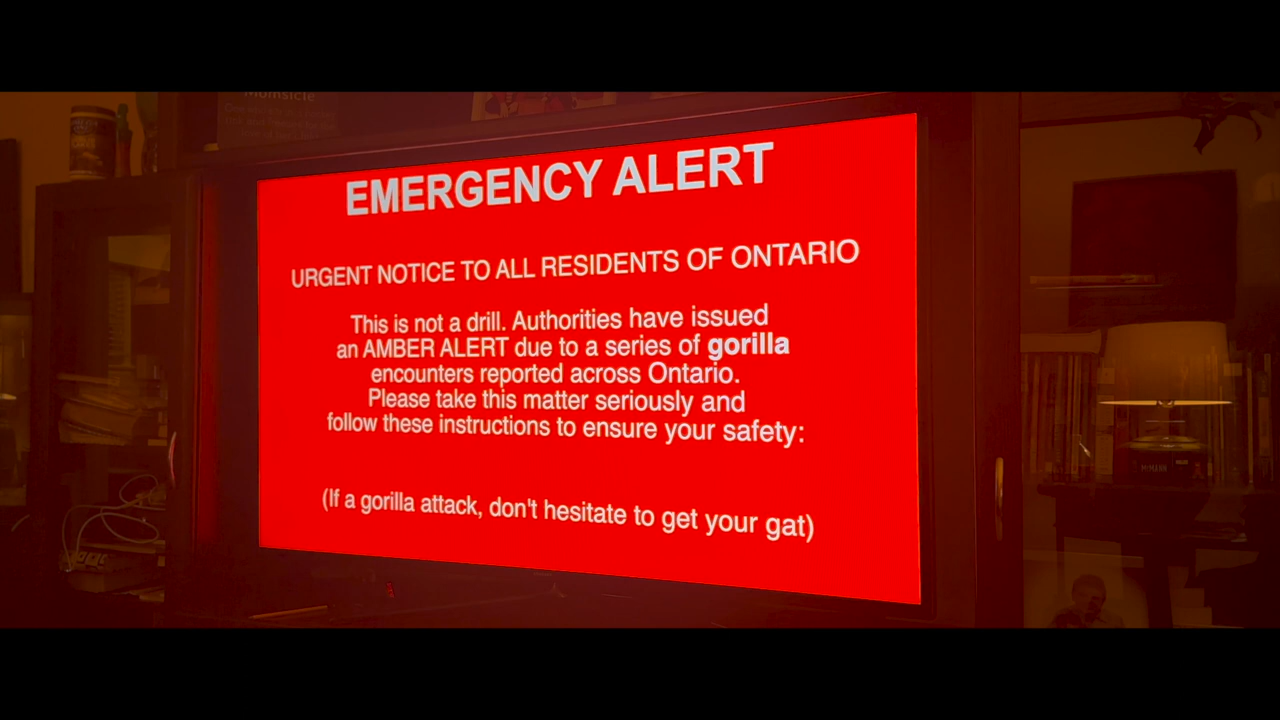 Momsicle
EMERGENCY ALERT
URGENT NOTICE TO ALL RESIDENTS OF ONTARIO
This is not a drill. Authorities have issued
an AMBER ALERT due to a series of gorilla
encounters reported across Ontario.
Please take this matter seriously and
follow these instructions to ensure your safety:
(If a gorilla attack, don't hesitate to get your gat)